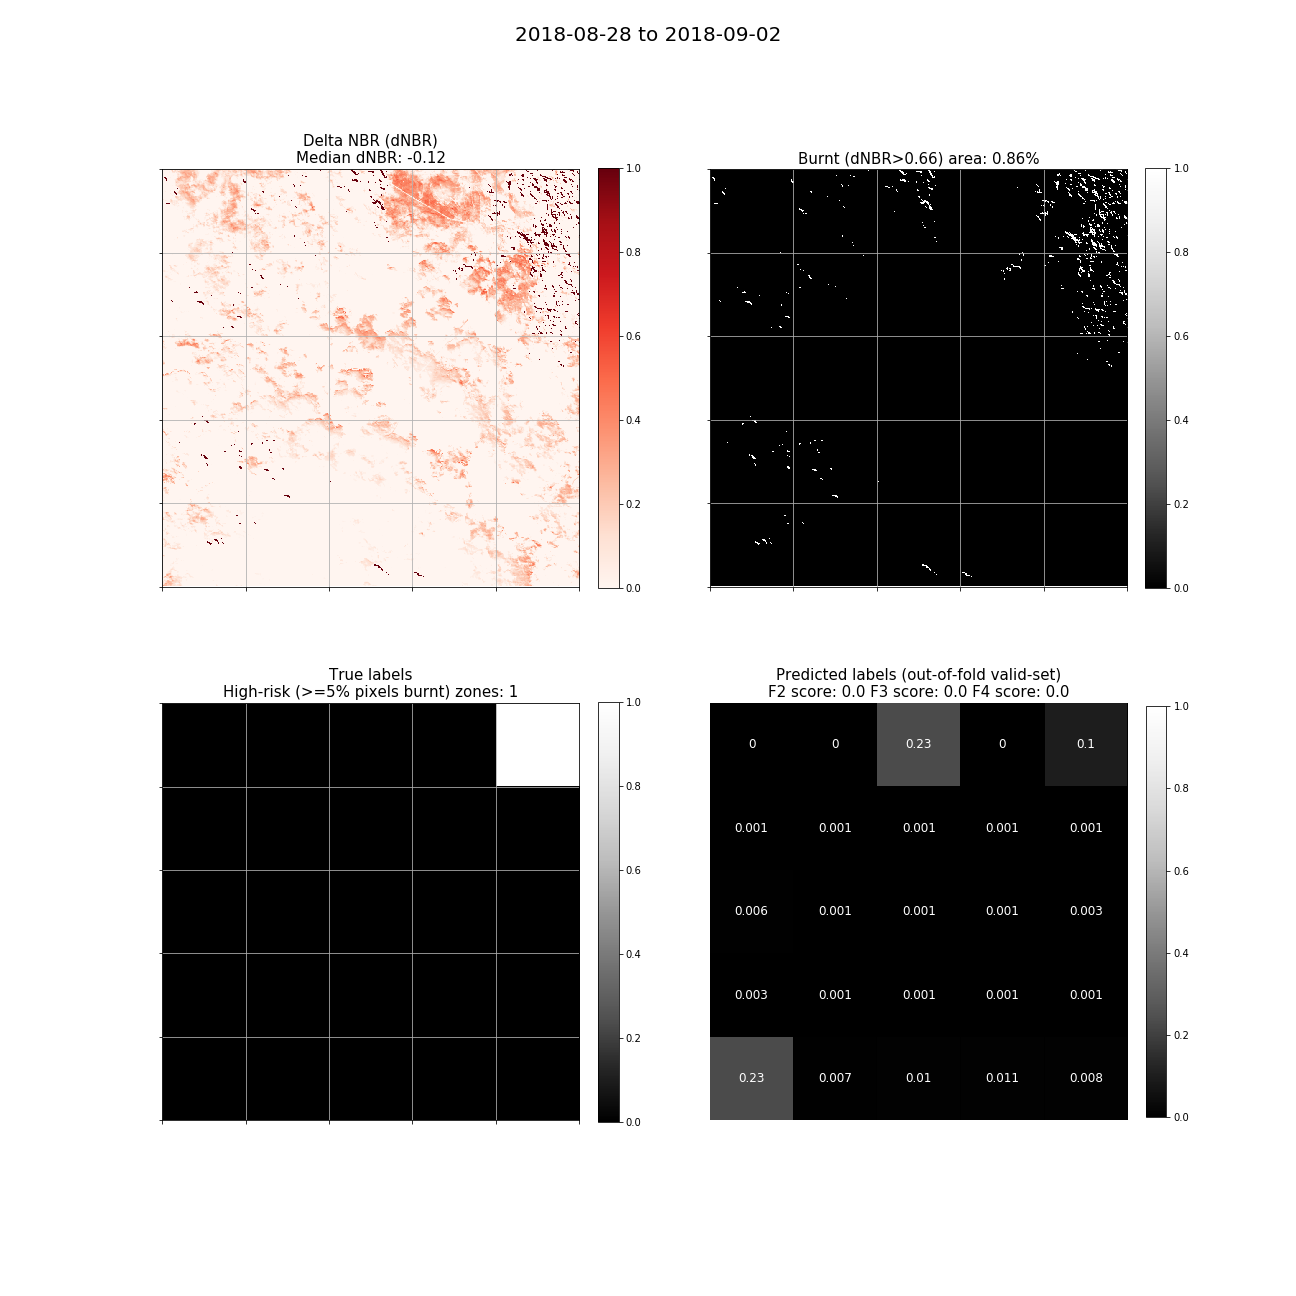 2018-08-28 to 2018-09-02
Delta NBR (dNBR)
Median dNBR: -0.12
1.0
0.8
0.6
0.4
0.2
0.0
Burnt (dNBR>0.66) area: 0.86%
1.0
0.8
0.6
0.4
0.2
0.0
True labels
High-risk (>=5% pixels burnt) zones: 1
1.0
0.8
0.6
0.4
0.2
0.0
Predicted labels (out-of-fold valid-set)
F2 score: 0.0 F3 score: 0.0 F4 score: 0.0
0 0 0.23 0 0.1
0.001 0.001 0.001 0.001 0.001
0.006 0.001 0.001 0.001 0.003
0.003 0.001 0.001 0.001 0.001
0.23 0.007 0.01 0.011 0.008
1.0
0.8
0.6
0.4
0.2
0.0